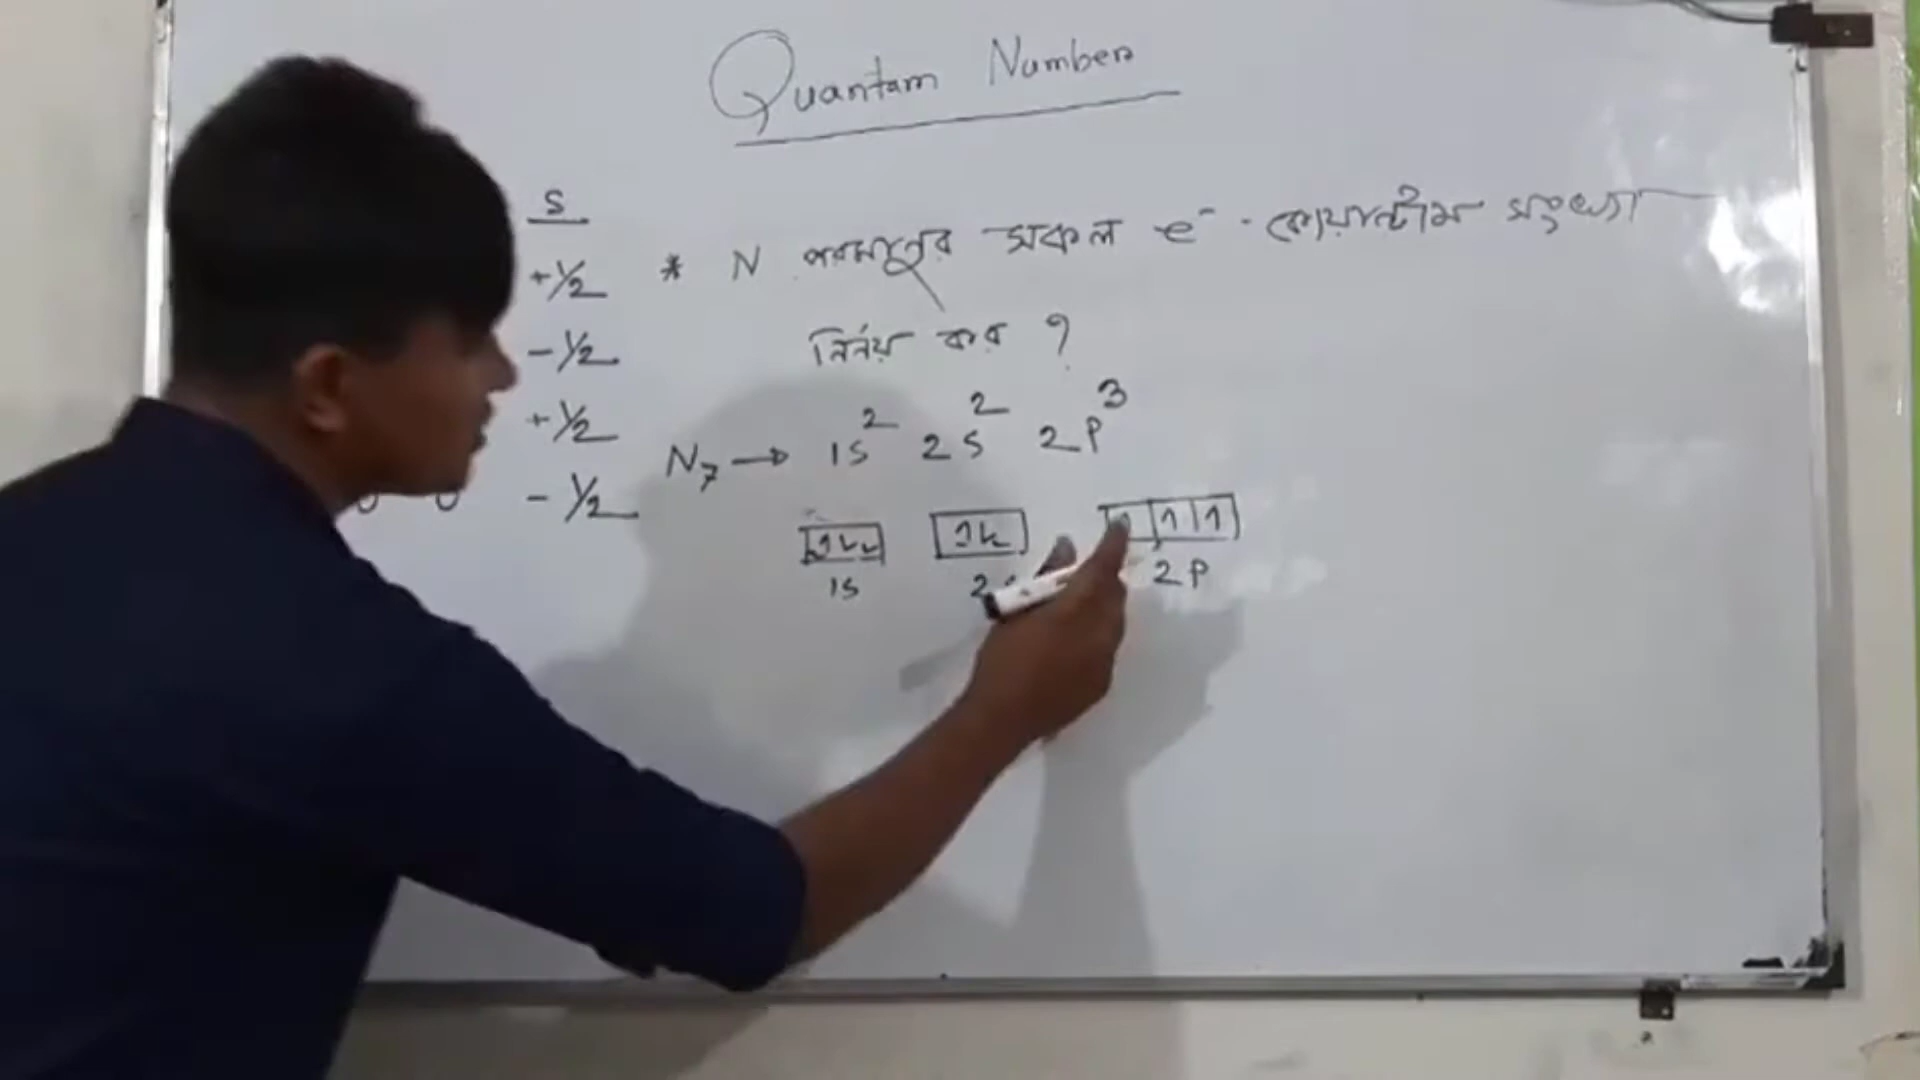 Quantam Number
S
+1/2
-1/2
+1/2
-1/2
* N পরমাণুর সকল e⁻ - কোয়ান্টাম সংখ্যা
নির্নয় কর ?
N₇ → 1s² 2s² 2p³
1s
2p